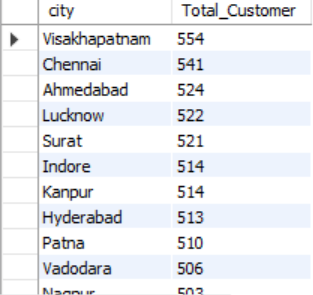 city Total_Customer
Visakhapatnam 554
Chennai 541
Ahmedabad 524
Lucknow 522
Surat 521
Indore 514
Kanpur 514
Hyderabad 513
Patna 510
Vadodara 506
Nagpur 503